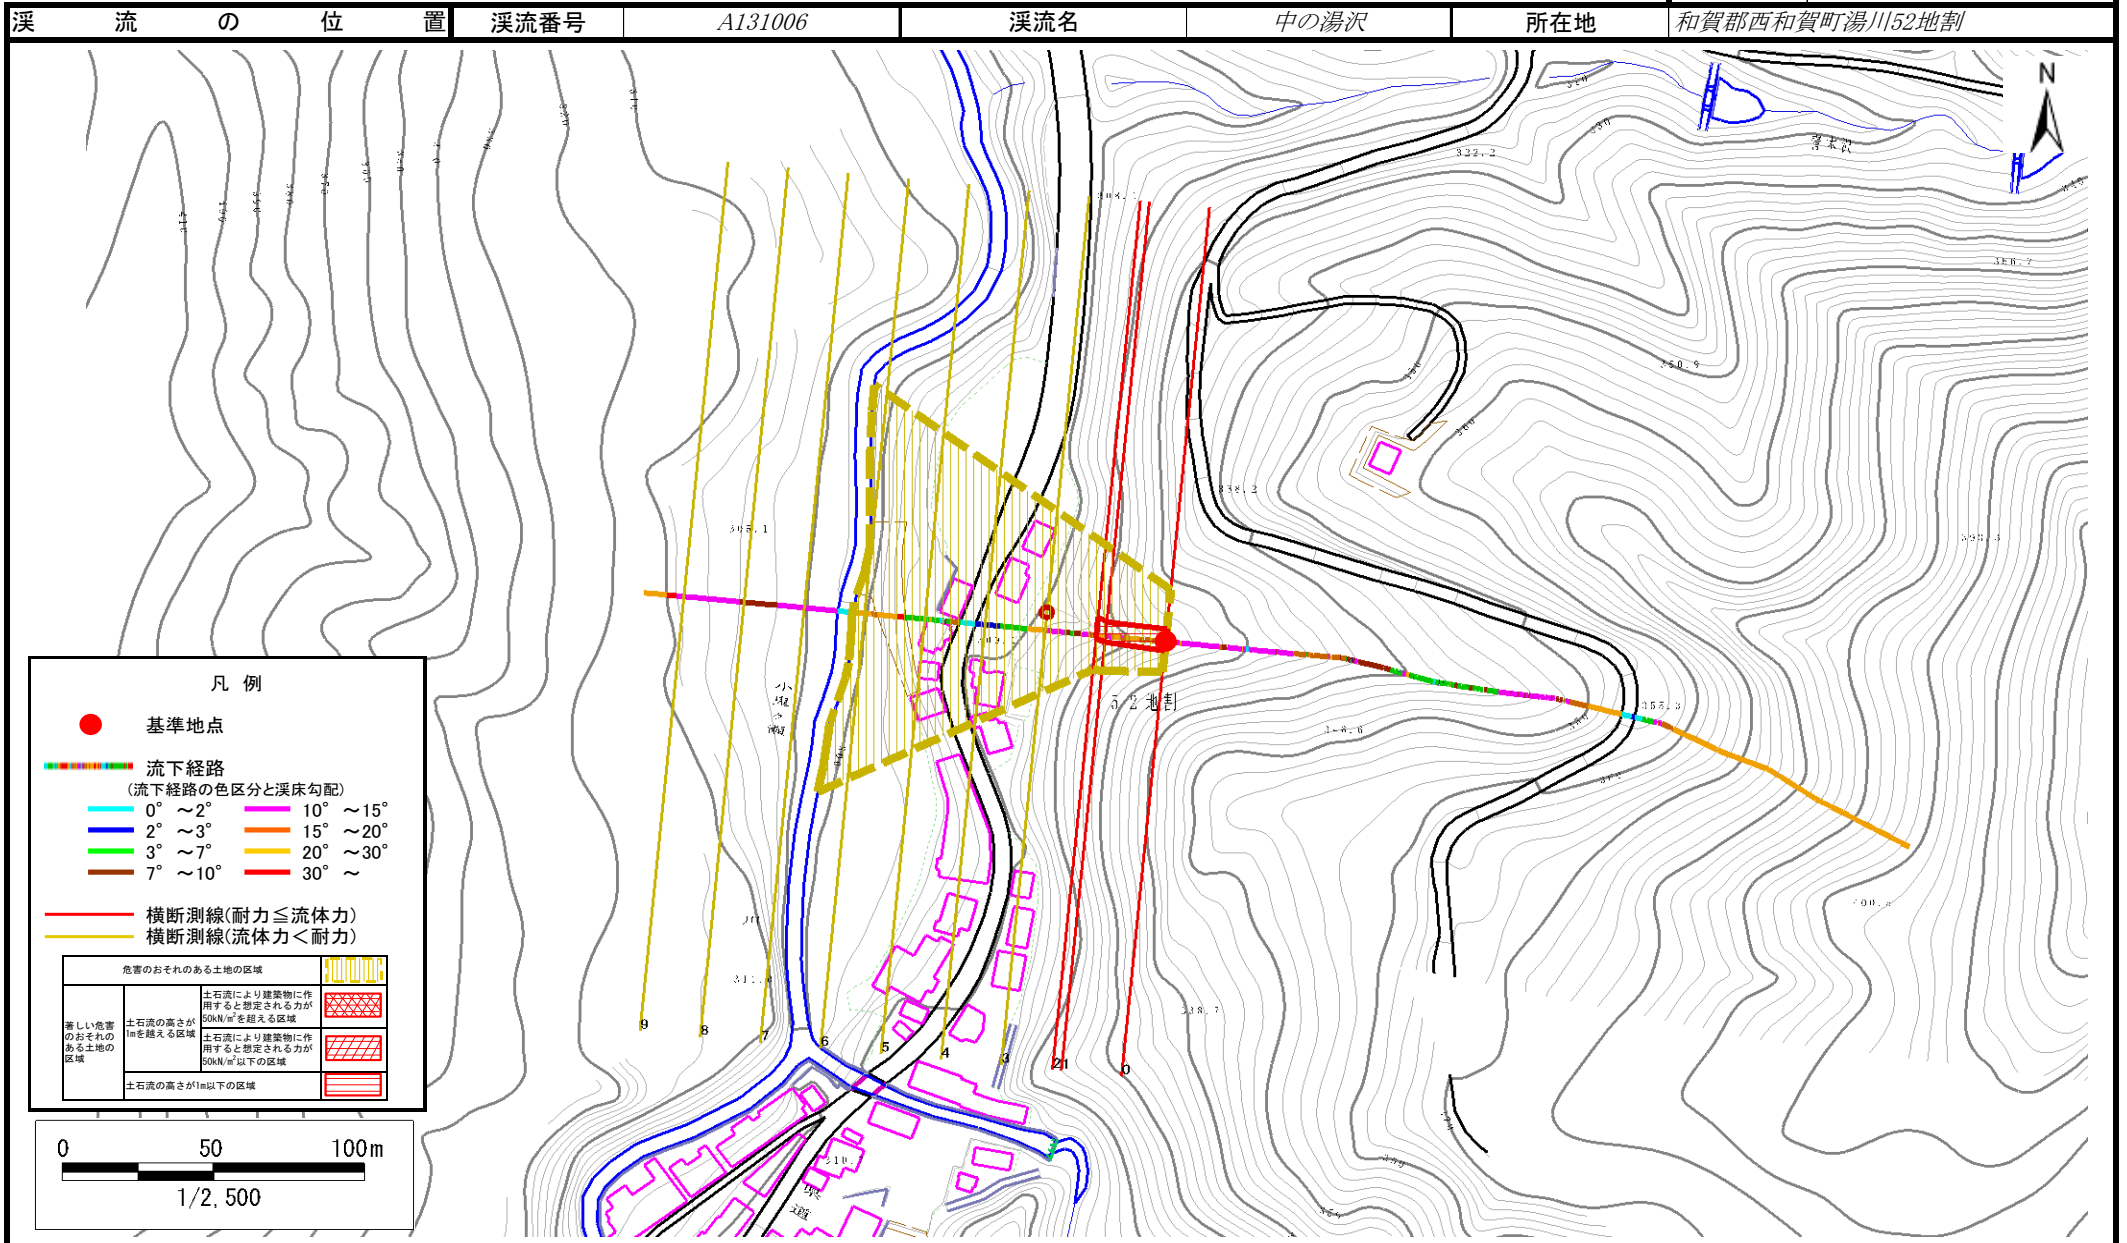 渓流の位置 渓流番号 A131006 渓流名 中の湯沢 所在地 和賀郡西和賀町湯川52地割
N
322.2
338.2
305.1
52地割
凡例
基準地点
流下経路
(流下経路の色区分と渓床勾配)
0° ～2° 10° ～15°
2° ～3° 15° ～20°
3° ～7° 20° ～30°
7° ～10° 30° ～
横断測線(耐力≦流体力)
横断測線(流体力＜耐力)
危害のおそれのある土地の区域
著しい危害のおそれのある土地の区域
土石流の高さが1mを越える区域
土石流により建築物に作用すると想定される力が50kN/m²を超える区域
土石流により建築物に作用すると想定される力が50kN/m²以下の区域
土石流の高さが1m以下の区域
9 8 7 6 5 4 3 21 0
0 50 100m
1/2,500
県道